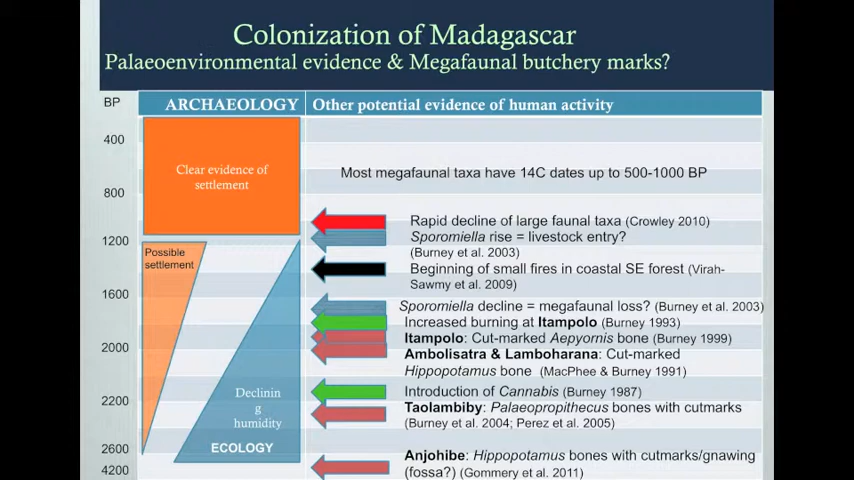 Colonization of Madagascar
Palaeoenvironmental evidence & Megafaunal butchery marks?
BP
ARCHAEOLOGY
Other potential evidence of human activity
400
Clear evidence of
settlement
Most megafaunal taxa have 14C dates up to 500-1000 BP
800
Rapid decline of large faunal taxa (Crowley 2010)
1200
Sporomiella rise = livestock entry?
(Burney et al. 2003)
Possible
settlement
Beginning of small fires in coastal SE forest (Virah-
Sawmy et al. 2009)
1600
Sporomiella decline = megafaunal loss? (Burney et al. 2003)
Increased burning at Itampolo (Burney 1993)
Itampolo: Cut-marked Aepyornis bone (Burney 1999)
2000
Ambolisatra & Lamboharana: Cut-marked
Hippopotamus bone (MacPhee & Burney 1991)
Declinin
g
humidity
Introduction of Cannabis (Burney 1987)
2200
Taolambiby: Palaeopropithecus bones with cutmarks
(Burney et al. 2004; Perez et al. 2005)
2600
ECOLOGY
Anjohibe: Hippopotamus bones with cutmarks/gnawing
4200
(fossa?) (Gommery et al. 2011)